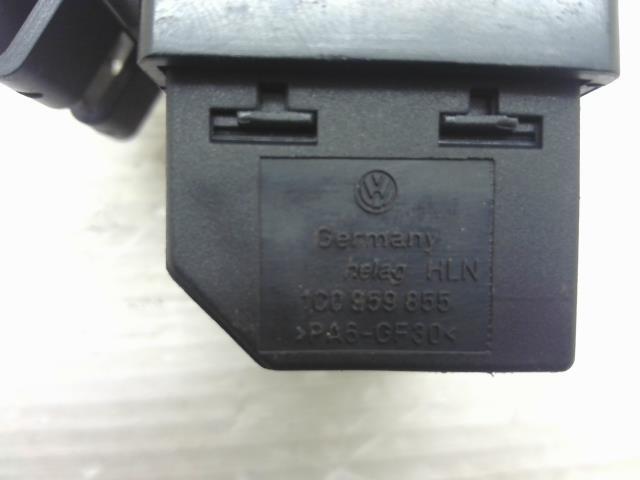 VW
Germany
helag HLN
1C0 959 855
>PA6-GF30<